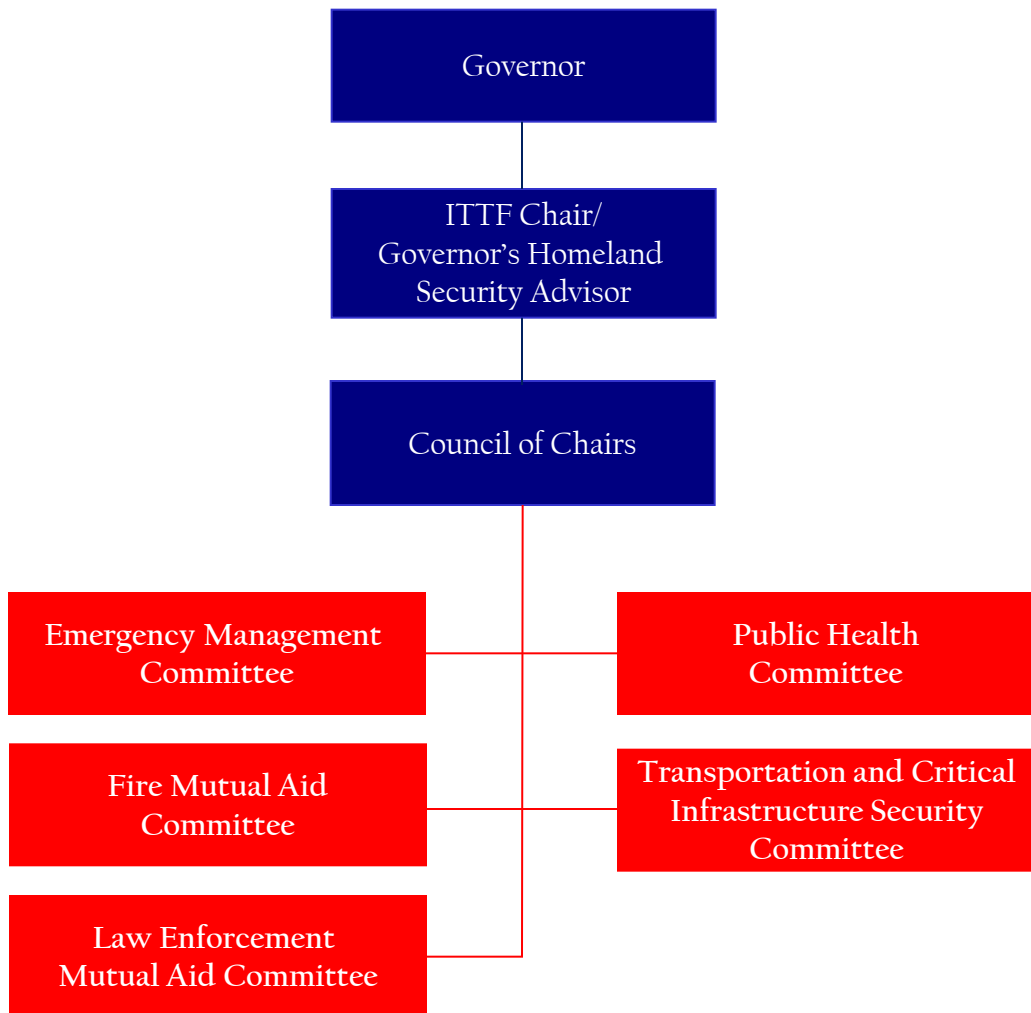 Governor
ITTF Chair/
Governor’s Homeland
Security Advisor
Council of Chairs
Emergency Management
Committee
Public Health
Committee
Fire Mutual Aid
Committee
Transportation and Critical
Infrastructure Security
Committee
Law Enforcement
Mutual Aid Committee